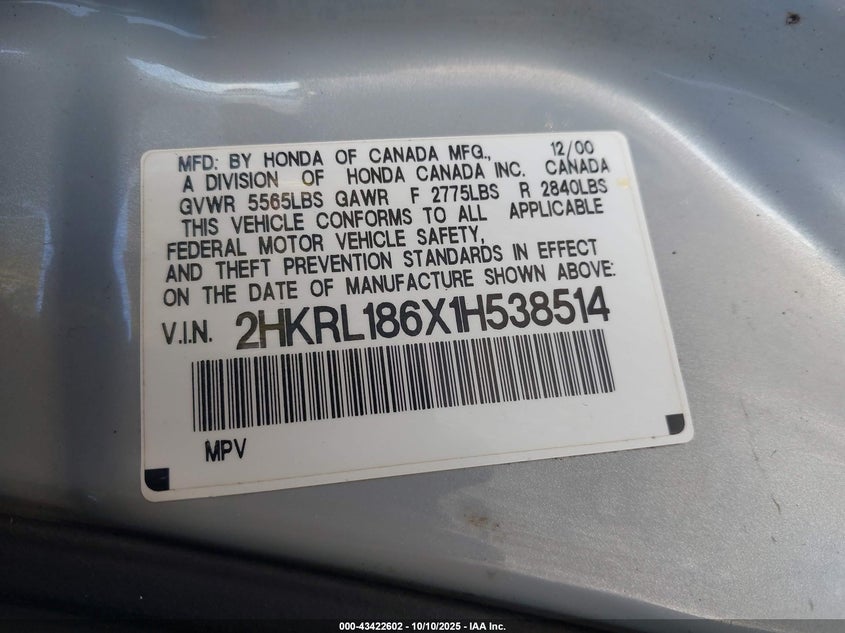 MFD: BY HONDA OF CANADA MFG., 12/00
A DIVISION OF HONDA CANADA INC. CANADA
GVWR 5565LBS GAWR F 2775LBS R 2840LBS
THIS VEHICLE CONFORMS TO ALL APPLICABLE
FEDERAL MOTOR VEHICLE SAFETY,
AND THEFT PREVENTION STANDARDS IN EFFECT
ON THE DATE OF MANUFACTURE SHOWN ABOVE:
V.I.N. 2HKRL186X1H538514
MPV
000-43422602 - 10/10/2025 - IAA Inc.